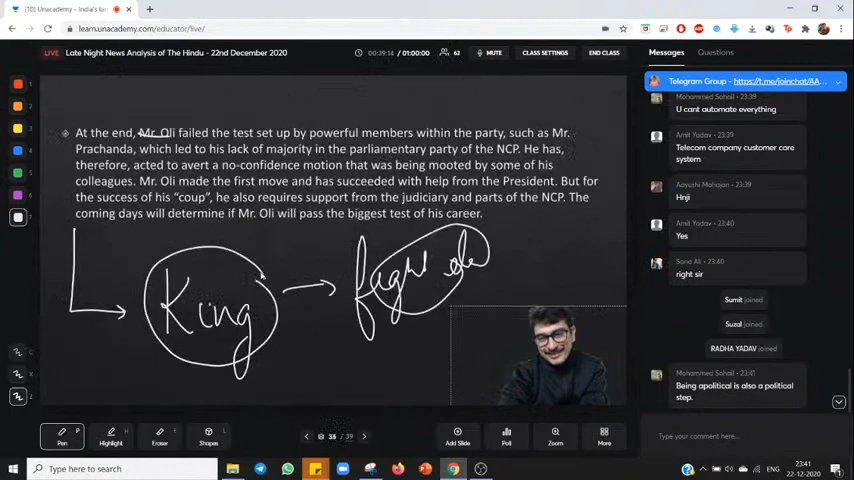 (10) Unacademy - India's lar
learn.unacademy.com/educator/live/
LIVE Late Night News Analysis of The Hindu - 22nd December 2020
00:39:14 / 01:00:00
62
MUTE
CLASS SETTINGS
END CLASS
1
2
3
4
5
6
7
C
X
Z
At the end, Mr. Oli failed the test set up by powerful members within the party, such as Mr.
Prachanda, which led to his lack of majority in the parliamentary party of the NCP. He has,
therefore, acted to avert a no-confidence motion that was being mooted by some of his
colleagues. Mr. Oli made the first move and has succeeded with help from the President. But for
the success of his “coup”, he also requires support from the judiciary and parts of the NCP. The
coming days will determine if Mr. Oli will pass the biggest test of his career.
King
Pen
P
Highlight
H
Eraser
E
Shapes
L
35 / 39
Add Slide
Poll
Zoom
More
Messages
Questions
Telegram Group - https://t.me/joinchat/AA...
Mohammed Sohail • 23:39
U cant automate everything
Amit Yadav • 23:39
Telecom company customer care
system
Aayushi Mahajan • 23:39
Hnji
Amit Yadav • 23:40
Yes
Sana Ali • 23:40
right sir
Sumit joined
Suzal joined
RADHA YADAV joined
Mohammed Sohail • 23:41
Being apolitical is also a political
step.
Type your comment here...
Type here to search
ENG
23:41
22-12-2020